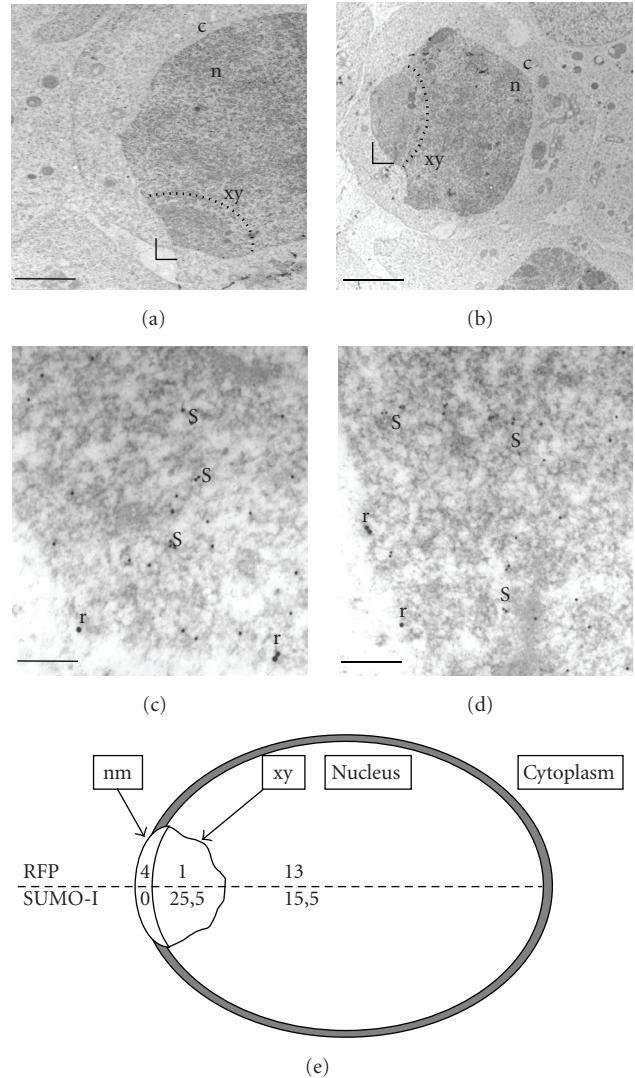 c
n
xy
(a)
c
n
xy
(b)
S
S
S
r
r
(c)
S
S
r
S
r
(d)
nm
xy
Nucleus
Cytoplasm
RFP 4 1 13
SUMO-I 0 25,5 15,5
(e)